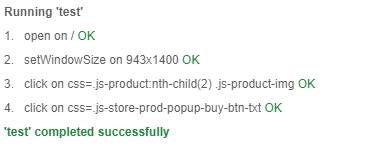 Running 'test'
1. open on / OK
2. setWindowSize on 943x1400 OK
3. click on css=.js-product:nth-child(2) .js-product-img OK
4. click on css=.js-store-prod-popup-buy-btn-txt OK
'test' completed successfully